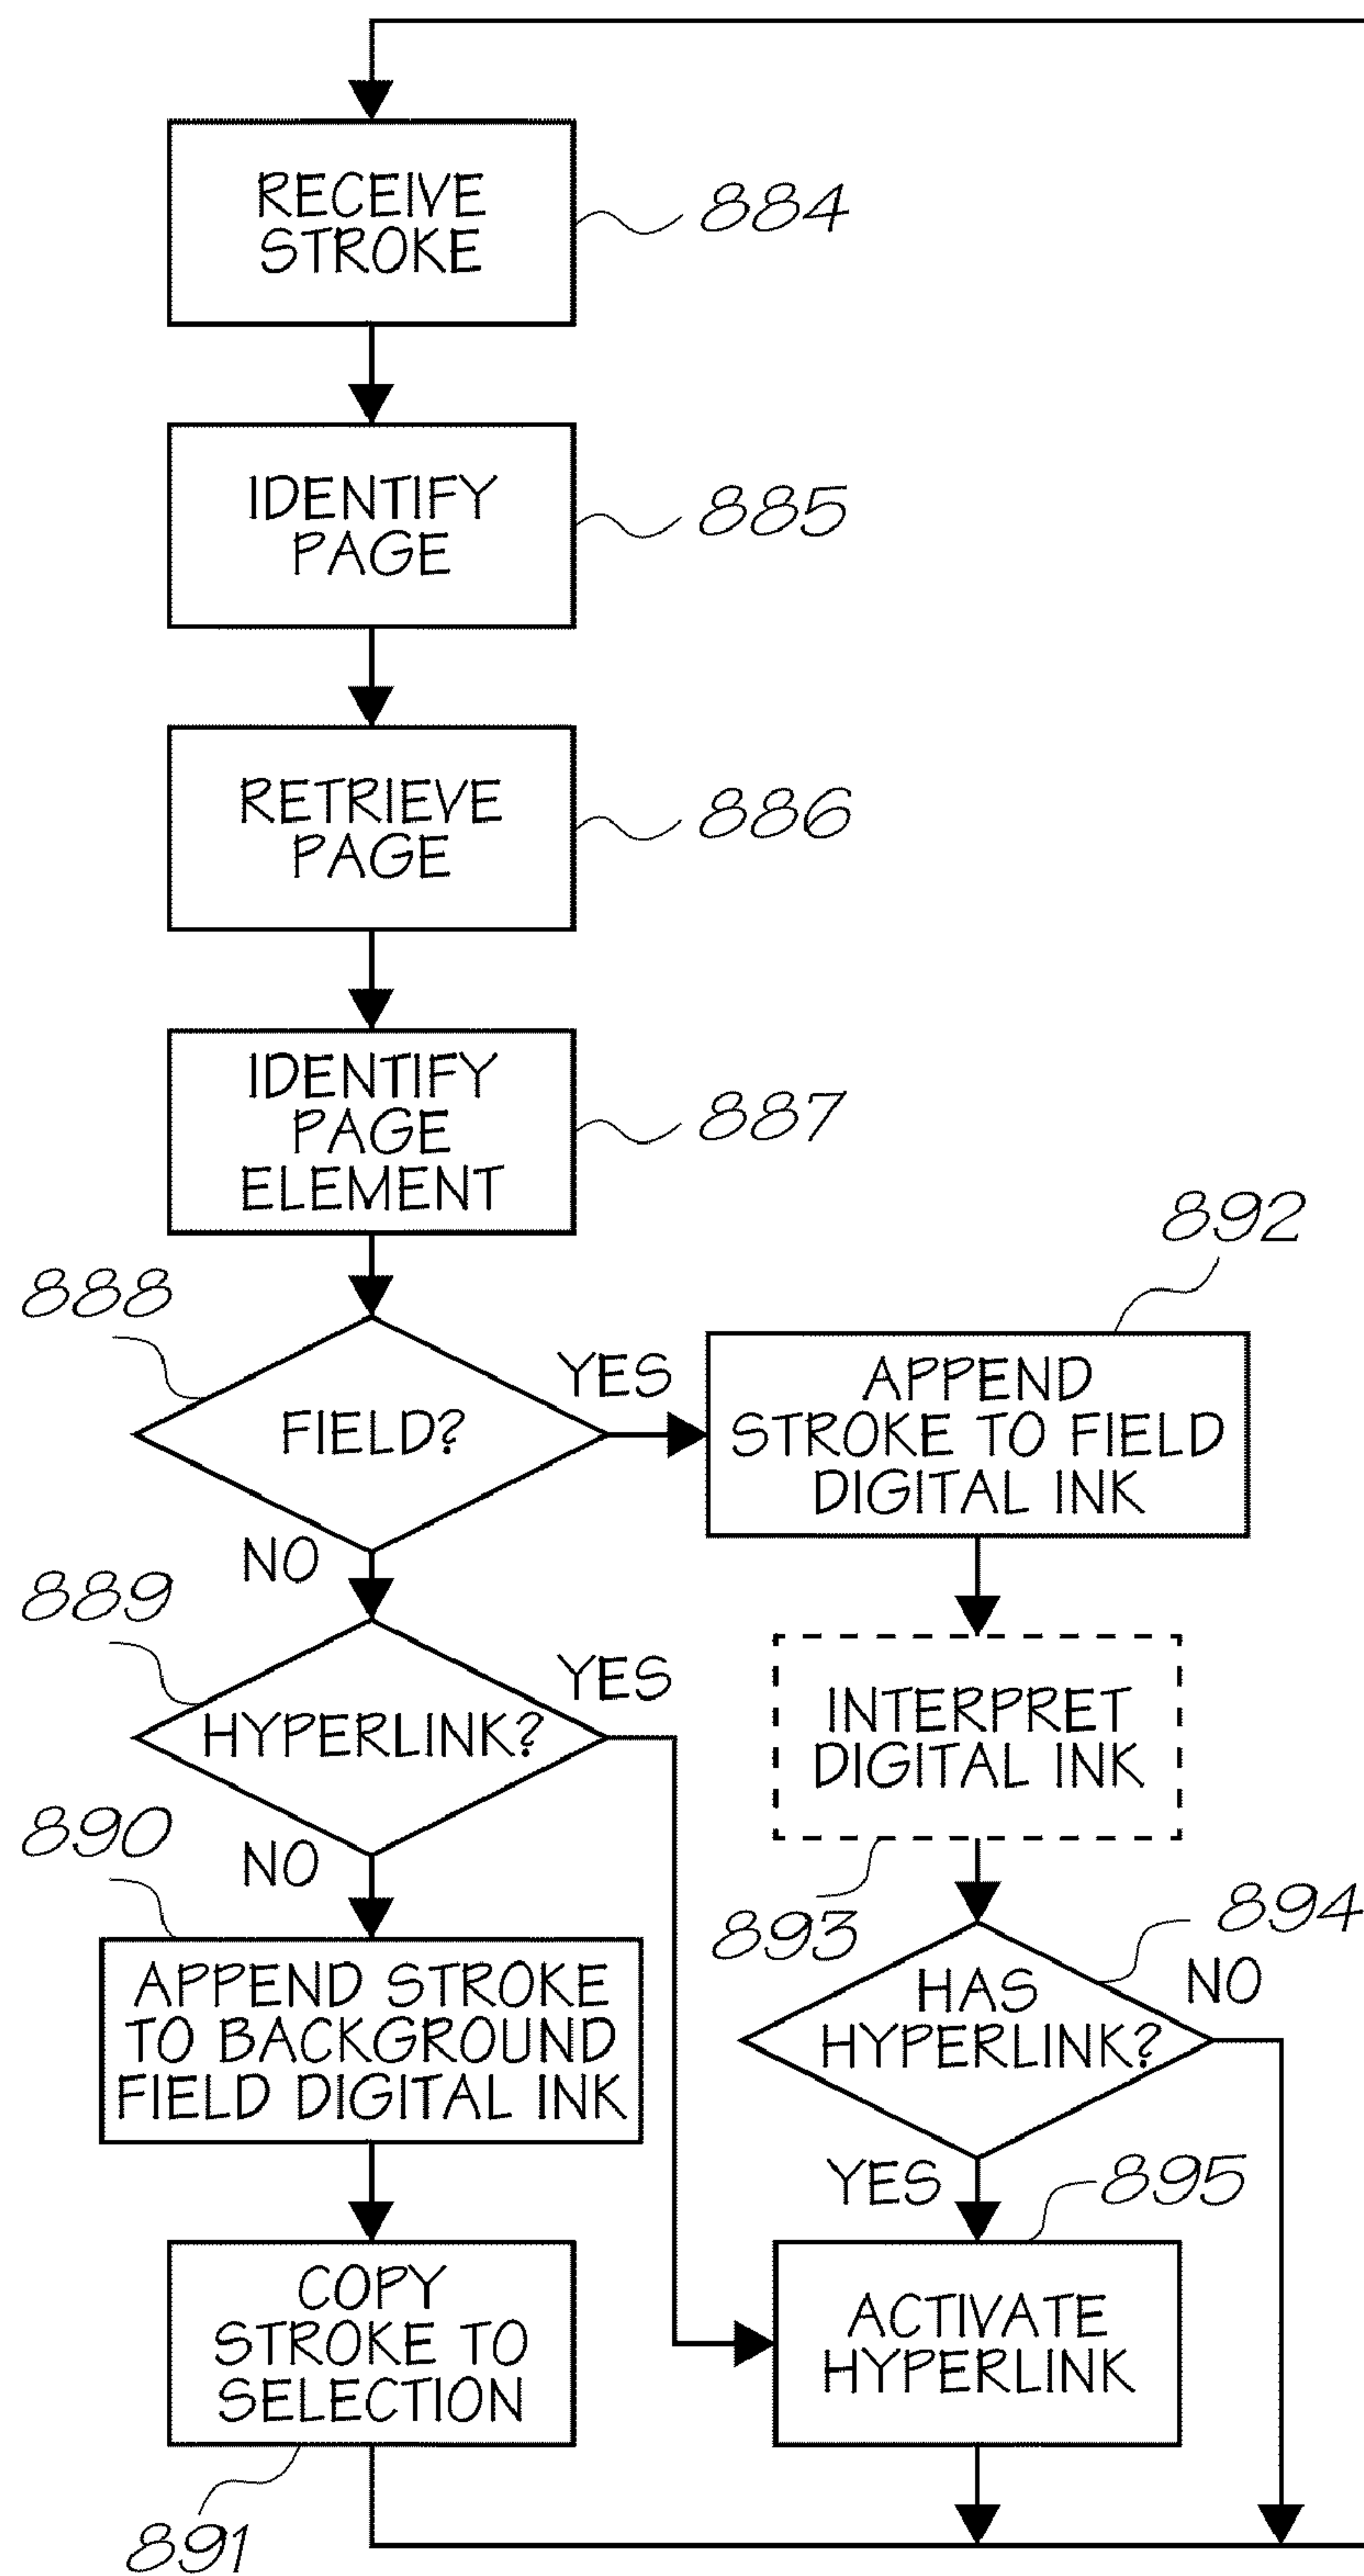 RECEIVE
STROKE
884
IDENTIFY
PAGE
885
RETRIEVE
PAGE
886
IDENTIFY
PAGE
ELEMENT
887
888
FIELD?
YES
NO
892
APPEND
STROKE TO FIELD
DIGITAL INK
889
HYPERLINK?
YES
NO
INTERPRET
DIGITAL INK
893
890
APPEND STROKE
TO BACKGROUND
FIELD DIGITAL INK
894
HAS
HYPERLINK?
NO
YES
895
COPY
STROKE TO
SELECTION
891
ACTIVATE
HYPERLINK